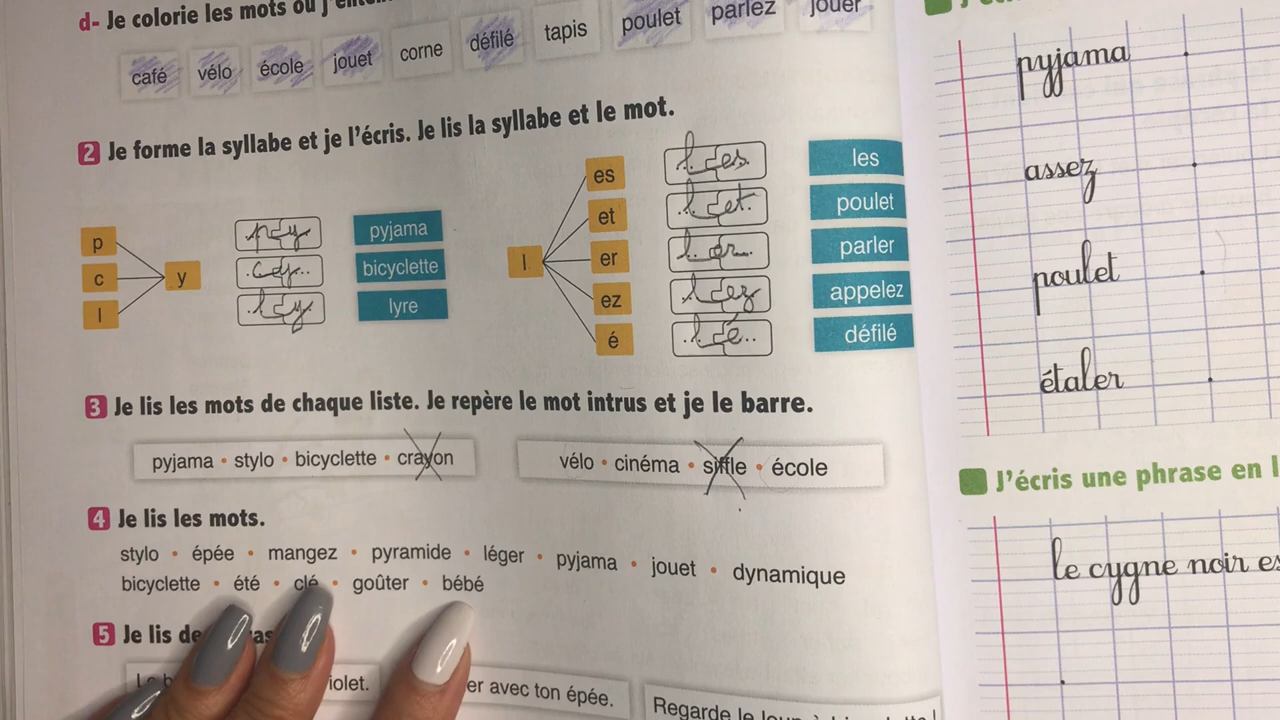 d- Je colorie les mots où j'
café vélo école jouet corne défilé tapis poulet parlez jouer
2 Je forme la syllabe et je l'écris. Je lis la syllabe et le mot.
p
c
l
y
py
cy
ly
pyjama
bicyclette
lyre
l
es
et
er
ez
é
les
let
ler
lez
lé
les
poulet
parler
appelez
défilé
3 Je lis les mots de chaque liste. Je repère le mot intrus et je le barre.
pyjama • stylo • bicyclette • crayon
vélo • cinéma • siffle • école
4 Je lis les mots.
stylo • épée • mangez • pyramide • léger • pyjama • jouet • dynamique
bicyclette • été • clé • goûter • bébé
5 Je lis
iolet.
er avec ton épée.
Regarde le
pyjama
assez
poulet
étaler
J'écris une phrase en l
le cygne noir es